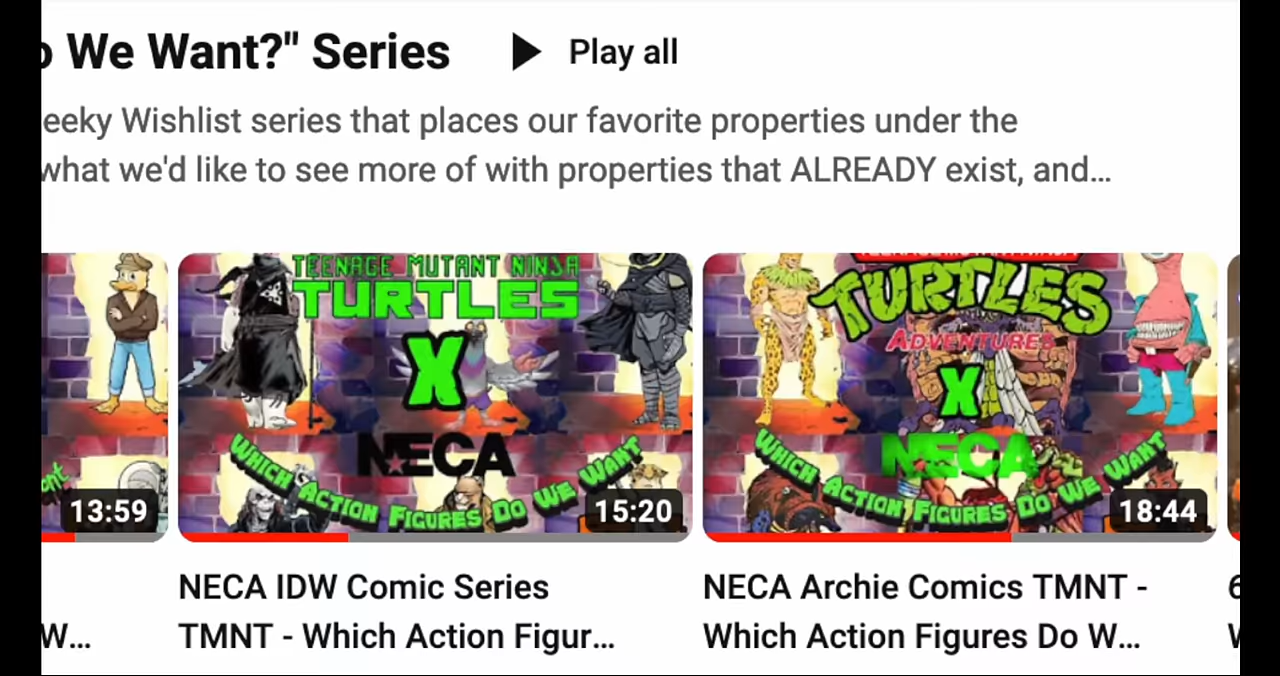 o We Want?" Series
Play all
eeky Wishlist series that places our favorite properties under the
what we'd like to see more of with properties that ALREADY exist, and...
TEENAGE MUTANT NINJA
TURTLES
X
NECA
WHICH ACTION FIGURES DO WE WANT
TURTLES
ADVENTURES
X
NECA
WHICH ACTION FIGURES DO WE WANT
13:59
15:20
18:44
W...
NECA IDW Comic Series
TMNT - Which Action Figur...
NECA Archie Comics TMNT -
Which Action Figures Do W...